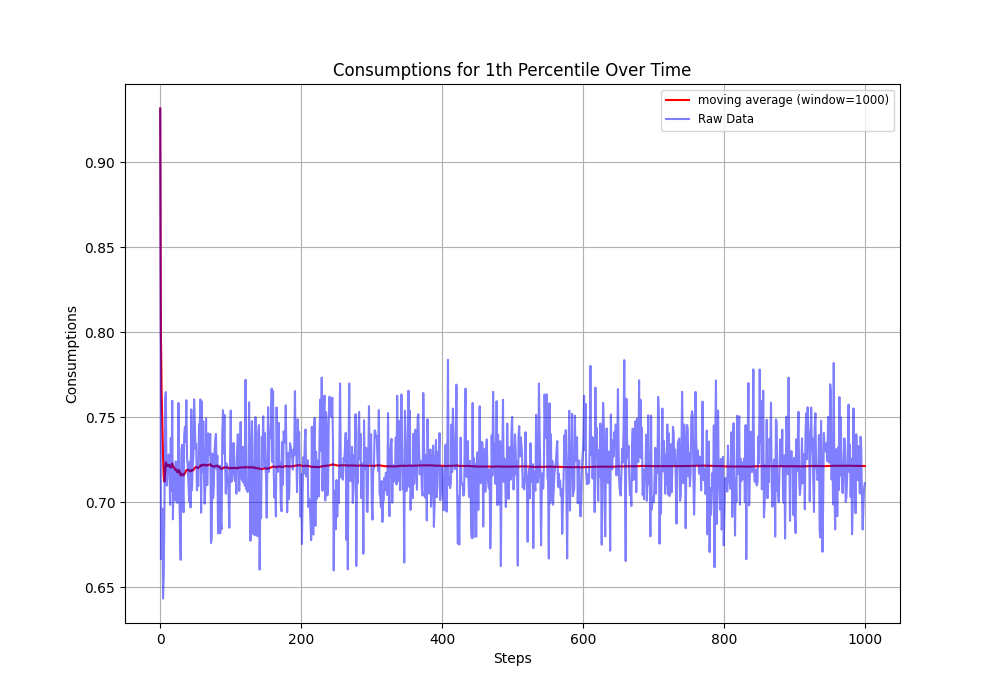 Consumptions for 1th Percentile Over Time
moving average (window=1000)
Raw Data
Consumptions
0.90
0.85
0.80
0.75
0.70
0.65
0
200
400
600
800
1000
Steps